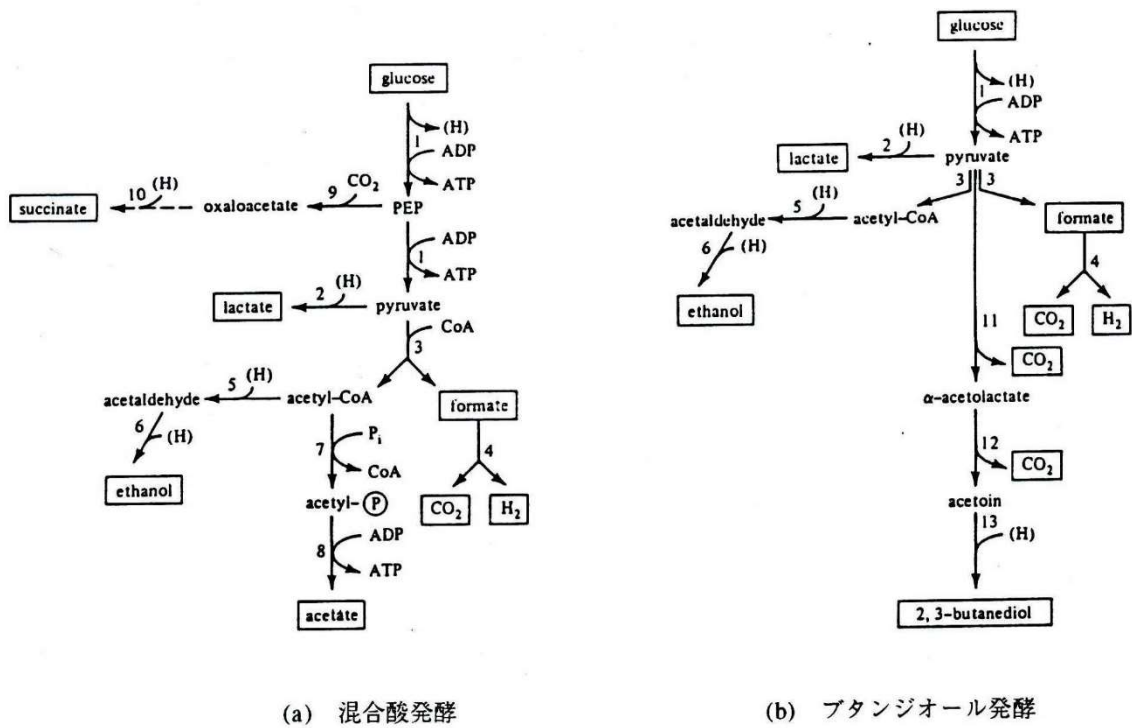 glucose
(H)
1
ADP
ATP
succinate
10
(H)
oxaloacetate
9
CO2
PEP
1
ADP
ATP
lactate
2
(H)
pyruvate
CoA
3
acetaldehyde
5
(H)
acetyl-CoA
formate
6
(H)
ethanol
7
Pi
CoA
4
CO2
H2
acetyl-Ⓟ
8
ADP
ATP
acetate
(a) 混合酸発酵
glucose
(H)
1
ADP
ATP
lactate
2
(H)
pyruvate
3
3
acetaldehyde
5
(H)
acetyl-CoA
formate
6
(H)
ethanol
4
CO2
H2
11
CO2
α-acetolactate
12
CO2
acetoin
13
(H)
2, 3-butanediol
(b) ブタンジオール発酵